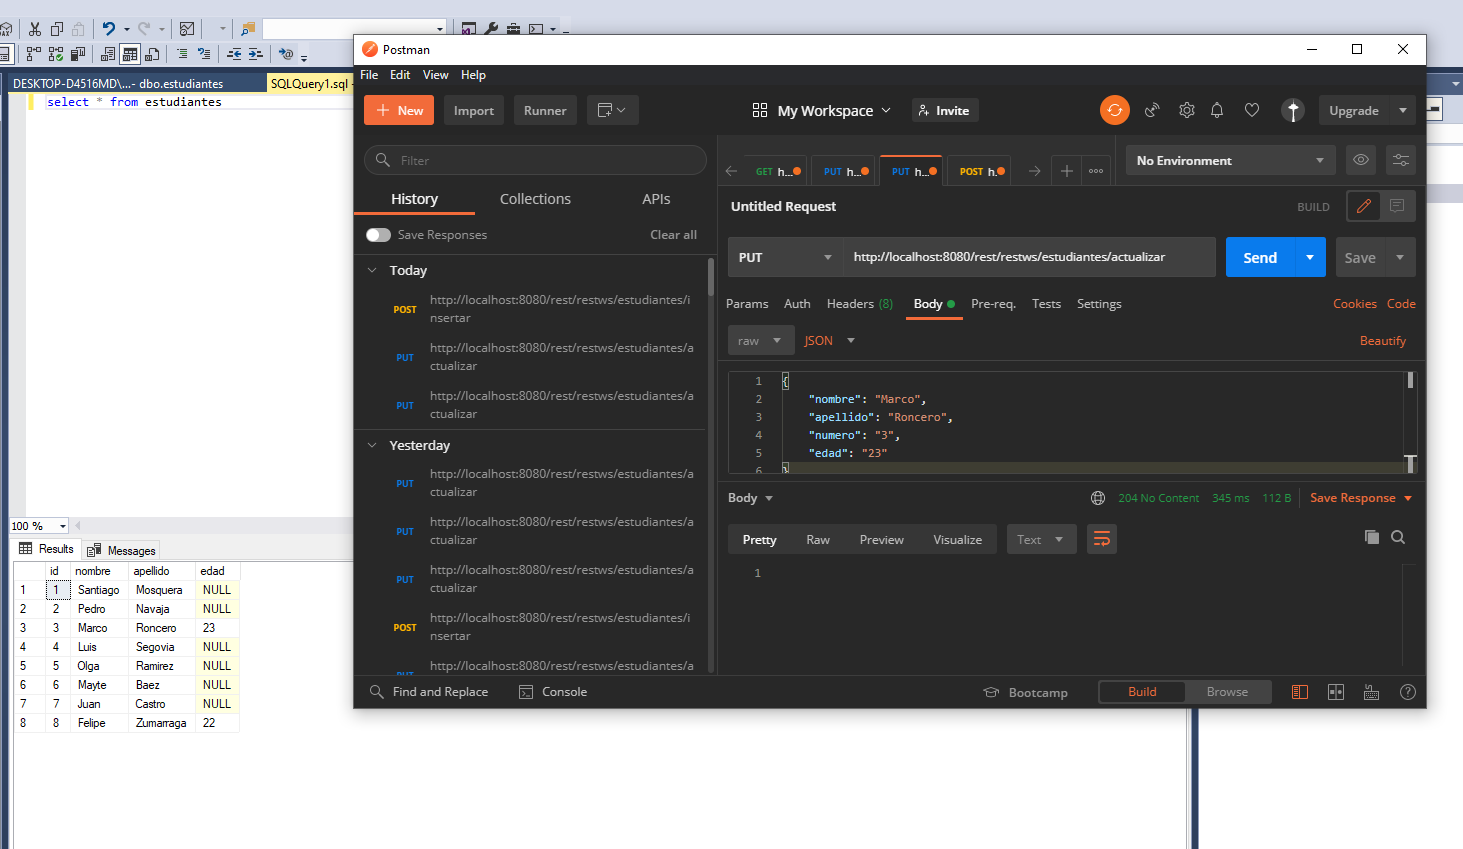 DESKTOP-D4516MD\...- dbo.estudiantes
SQLQuery1.sql -
select * from estudiantes
100 %
Results
Messages
id nombre apellido edad
1 1 Santiago Mosquera NULL
2 2 Pedro Navaja NULL
3 3 Marco Roncero 23
4 4 Luis Segovia NULL
5 5 Olga Ramirez NULL
6 6 Mayte Baez NULL
7 7 Juan Castro NULL
8 8 Felipe Zumarraga 22
Postman
File Edit View Help
+ New
Import
Runner
My Workspace
Invite
Upgrade
Filter
History
Collections
APIs
Save Responses
Clear all
Today
POST http://localhost:8080/rest/restws/estudiantes/i
nsertar
PUT http://localhost:8080/rest/restws/estudiantes/a
ctualizar
PUT http://localhost:8080/rest/restws/estudiantes/a
ctualizar
Yesterday
PUT http://localhost:8080/rest/restws/estudiantes/a
ctualizar
PUT http://localhost:8080/rest/restws/estudiantes/a
ctualizar
PUT http://localhost:8080/rest/restws/estudiantes/a
ctualizar
POST http://localhost:8080/rest/restws/estudiantes/i
nsertar
http://localhost:8080/rest/restws/estudiantes/a
GET h...
PUT h...
PUT h...
POST h.
No Environment
Untitled Request
BUILD
PUT
http://localhost:8080/rest/restws/estudiantes/actualizar
Send
Save
Params Auth Headers (8) Body Pre-req. Tests Settings
Cookies Code
raw
JSON
Beautify
1 {
2 "nombre": "Marco",
3 "apellido": "Roncero",
4 "numero": "3",
5 "edad": "23"
6 }
Body
204 No Content 345 ms 112 B
Save Response
Pretty Raw Preview Visualize
Text
1
Find and Replace
Console
Bootcamp
Build
Browse